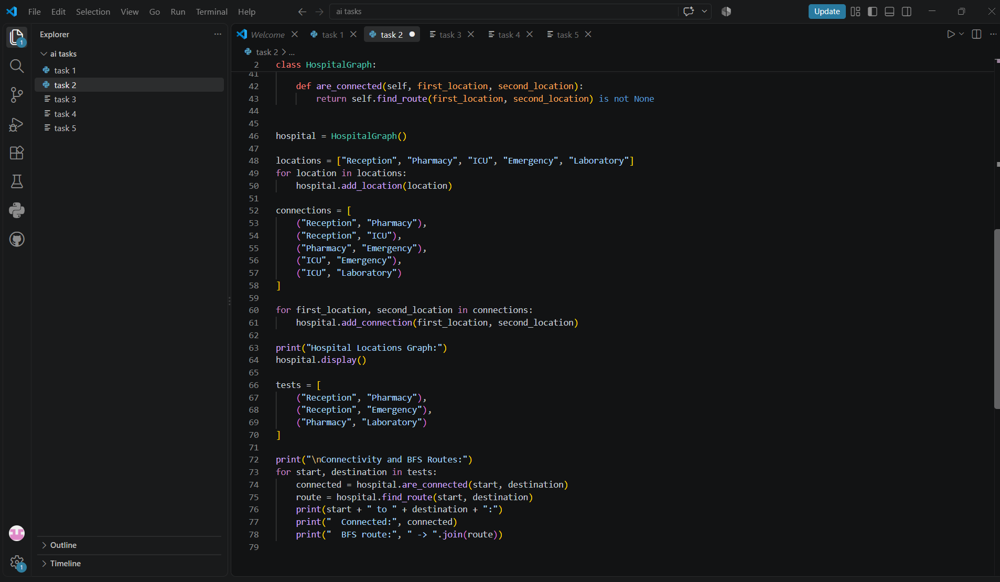 File Edit Selection View Go Run Terminal Help
ai tasks
Update
Explorer
Welcome
task 1
task 2
task 3
task 4
task 5
1
ai tasks
task 1
task 2
task 3
task 4
task 5
task 2 > ...
2 class HospitalGraph:
41
42     def are_connected(self, first_location, second_location):
43         return self.find_route(first_location, second_location) is not None
44
45
46 hospital = HospitalGraph()
47
48 locations = ["Reception", "Pharmacy", "ICU", "Emergency", "Laboratory"]
49 for location in locations:
50     hospital.add_location(location)
51
52 connections = [
53     ("Reception", "Pharmacy"),
54     ("Reception", "ICU"),
55     ("Pharmacy", "Emergency"),
56     ("ICU", "Emergency"),
57     ("ICU", "Laboratory")
58 ]
59
60 for first_location, second_location in connections:
61     hospital.add_connection(first_location, second_location)
62
63 print("Hospital Locations Graph:")
64 hospital.display()
65
66 tests = [
67     ("Reception", "Pharmacy"),
68     ("Reception", "Emergency"),
69     ("Pharmacy", "Laboratory")
70 ]
71
72 print("\nConnectivity and BFS Routes:")
73 for start, destination in tests:
74     connected = hospital.are_connected(start, destination)
75     route = hospital.find_route(start, destination)
76     print(start + " to " + destination + ":")
77     print("  Connected:", connected)
78     print("  BFS route:", " -> ".join(route))
79
Outline
Timeline
1